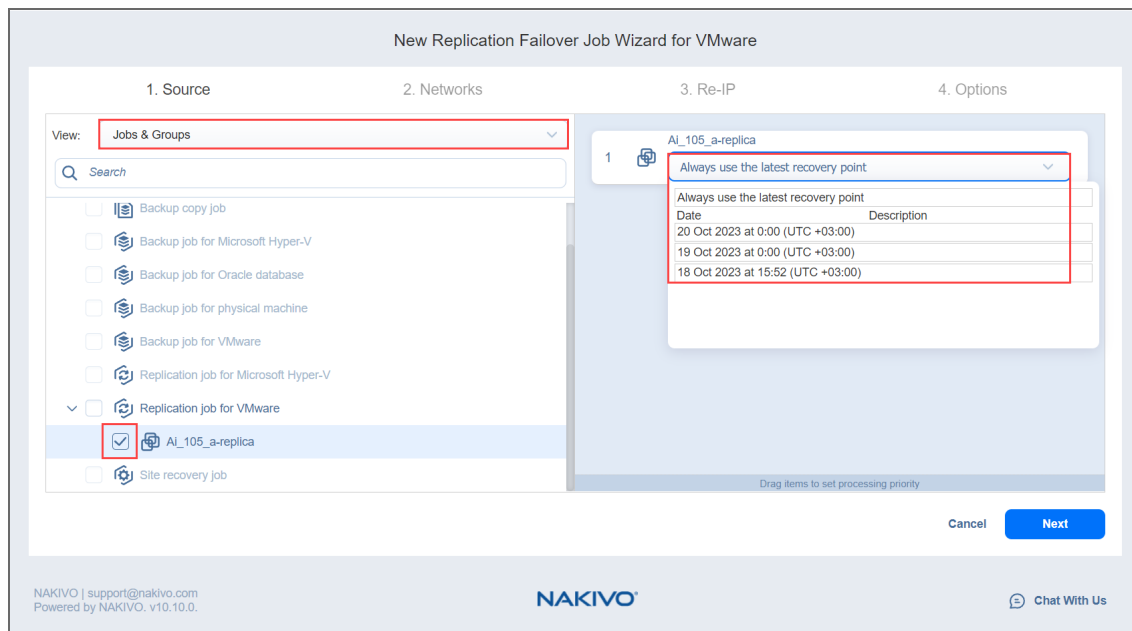 New Replication Failover Job Wizard for VMware
1. Source
2. Networks
3. Re-IP
4. Options
View:
Jobs & Groups
Search
Backup copy job
Backup job for Microsoft Hyper-V
Backup job for Oracle database
Backup job for physical machine
Backup job for VMware
Replication job for Microsoft Hyper-V
Replication job for VMware
Ai_105_a-replica
Site recovery job
1
Ai_105_a-replica
Always use the latest recovery point
Always use the latest recovery point
Date Description
20 Oct 2023 at 0:00 (UTC +03:00)
19 Oct 2023 at 0:00 (UTC +03:00)
18 Oct 2023 at 15:52 (UTC +03:00)
Drag items to set processing priority
Cancel
Next
NAKIVO | support@nakivo.com
Powered by NAKIVO. v10.10.0.
NAKIVO®
Chat With Us